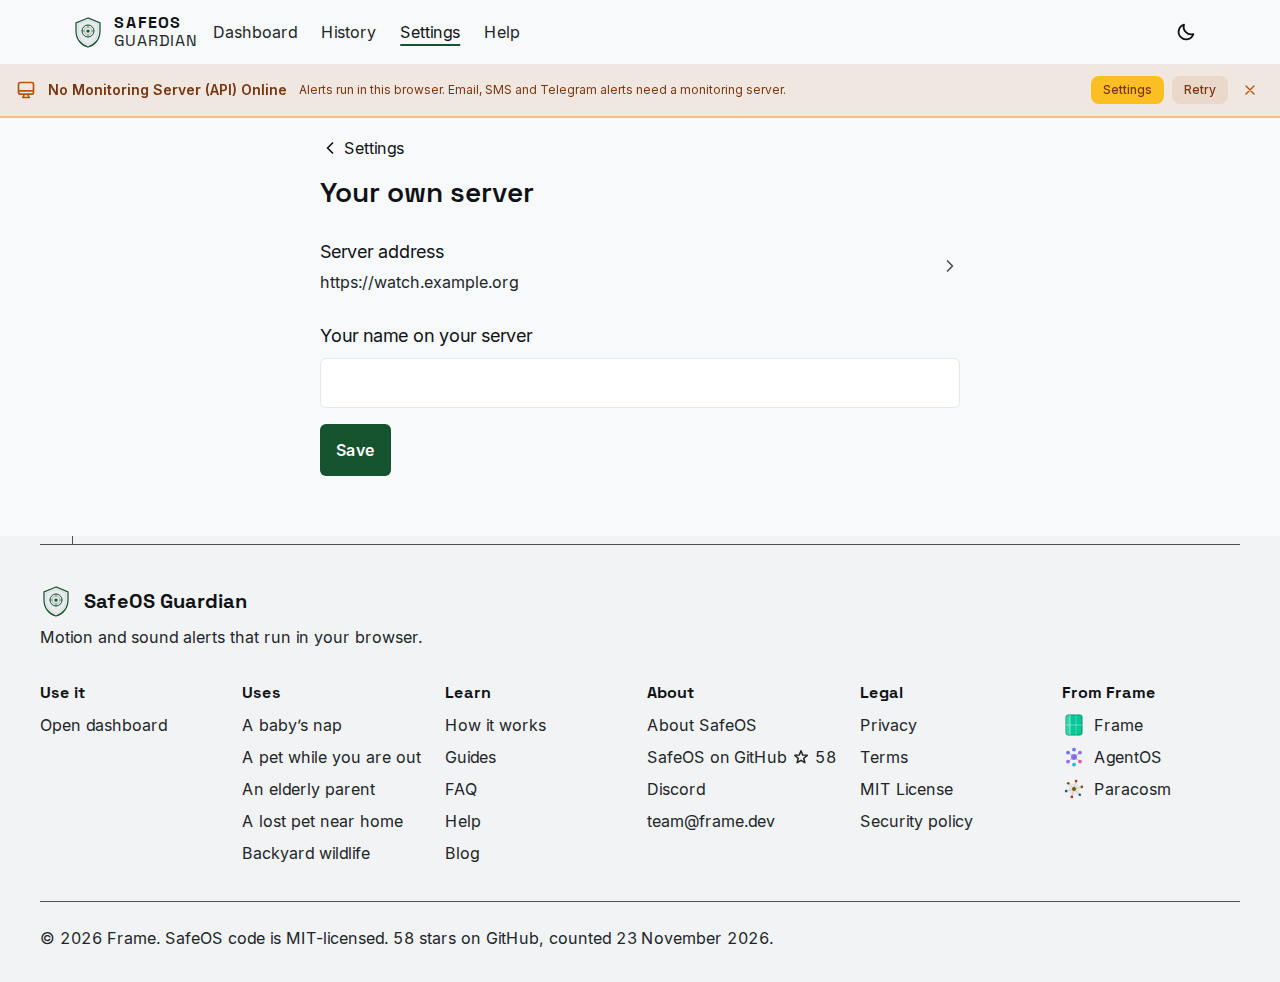 SAFEOS
GUARDIAN
Dashboard
History
Settings
Help
No Monitoring Server (API) Online
Alerts run in this browser. Email, SMS and Telegram alerts need a monitoring server.
Settings
Retry
Settings
Your own server
Server address
https://watch.example.org
Your name on your server
Save
SafeOS Guardian
Motion and sound alerts that run in your browser.
Use it
Open dashboard
Uses
A baby’s nap
A pet while you are out
An elderly parent
A lost pet near home
Backyard wildlife
Learn
How it works
Guides
FAQ
Help
Blog
About
About SafeOS
SafeOS on GitHub ☆ 58
Discord
team@frame.dev
Legal
Privacy
Terms
MIT License
Security policy
From Frame
Frame
AgentOS
Paracosm
© 2026 Frame. SafeOS code is MIT-licensed. 58 stars on GitHub, counted 23 November 2026.